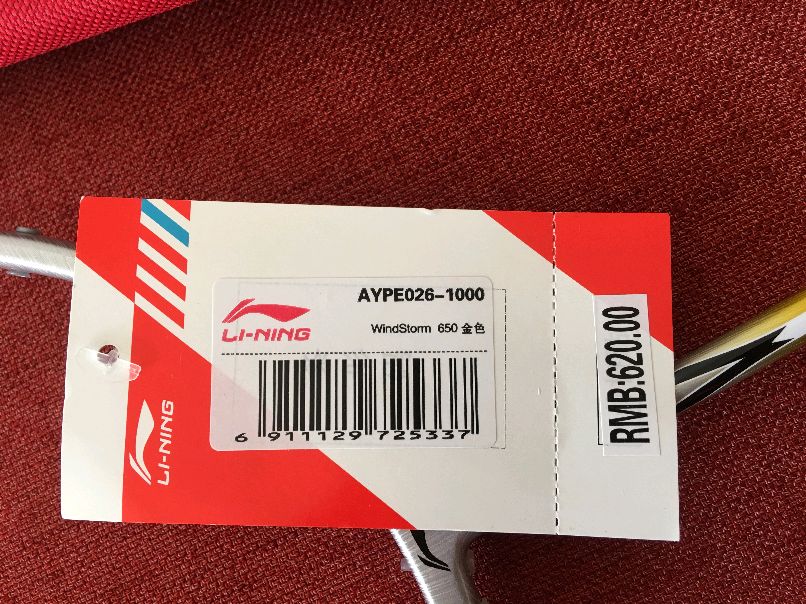 AYPE026-1000
LI-NING
WindStorm 650 金色
6 911129 725337
LI-NING
RMB:620.00